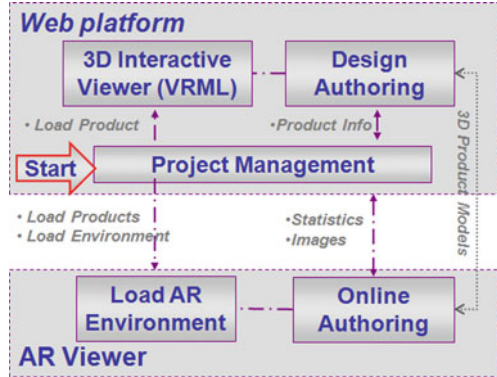 Web platform
3D Interactive
Viewer (VRML)
Design
Authoring
• Load Product
•Product Info
3D Product Models
Start
Project Management
• Load Products
• Load Environment
•Statistics
•Images
Load AR
Environment
Online
Authoring
AR Viewer